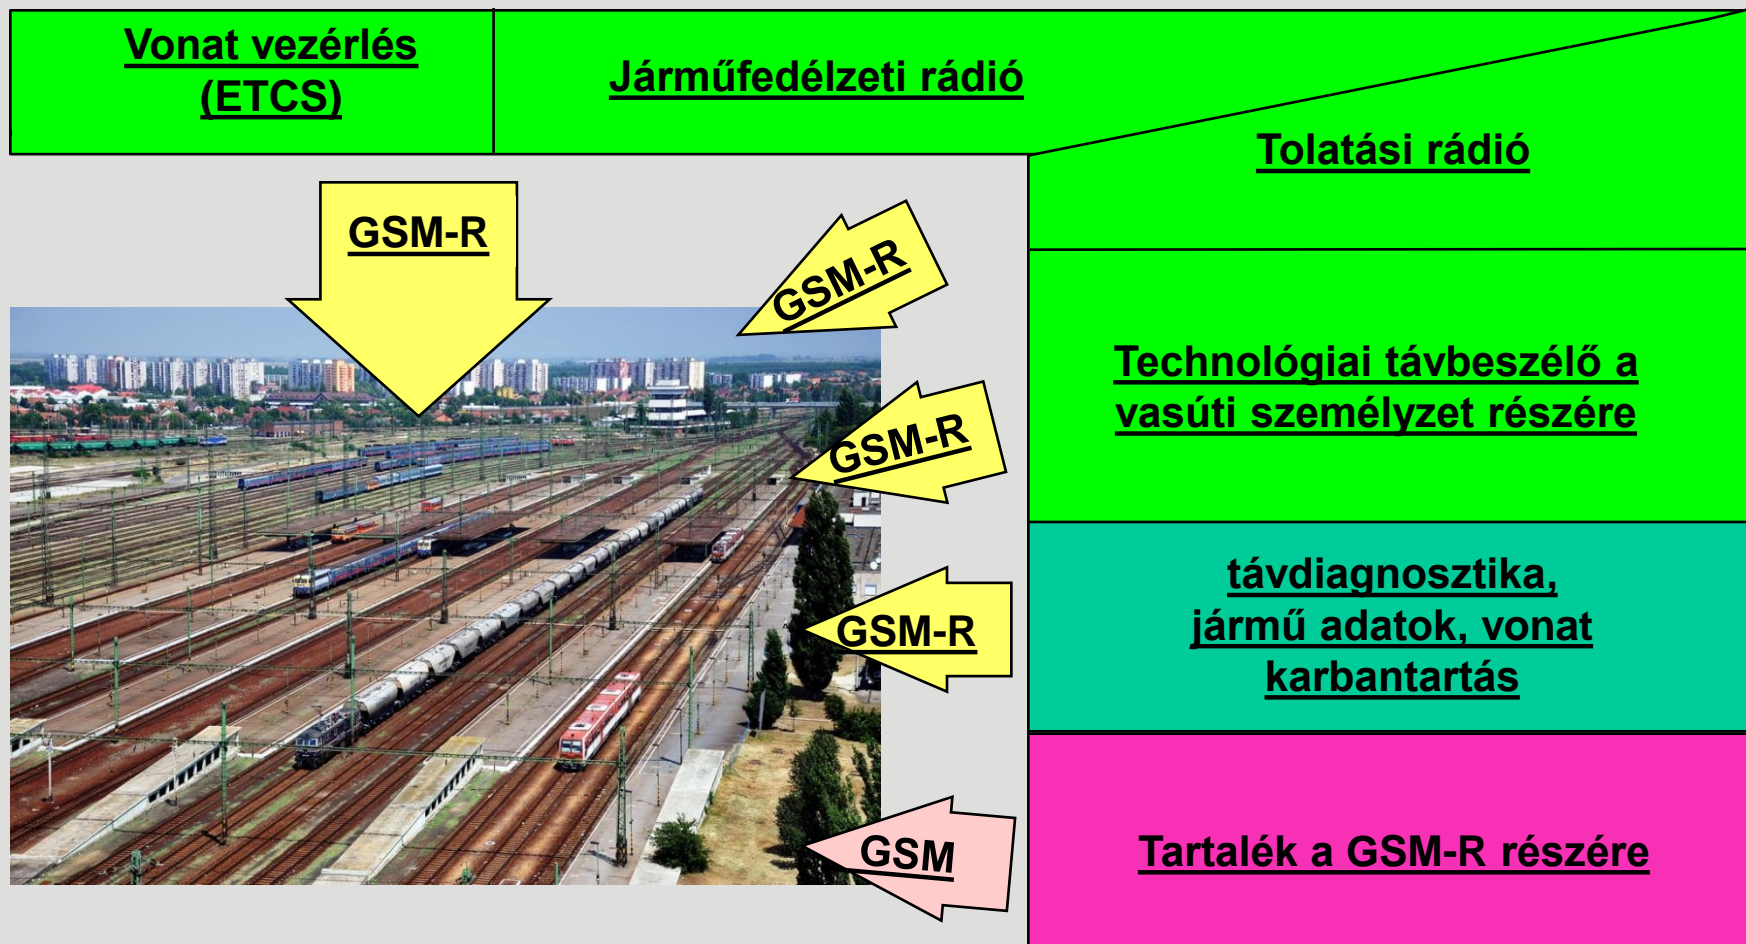 Vonat vezérlés
(ETCS)
Járműfedélzeti rádió
Tolatási rádió
GSM-R
GSM-R
Technológiai távbeszélő a
vasúti személyzet részére
GSM-R
távdiagnosztika,
jármű adatok, vonat
karbantartás
GSM-R
Tartalék a GSM-R részére
GSM